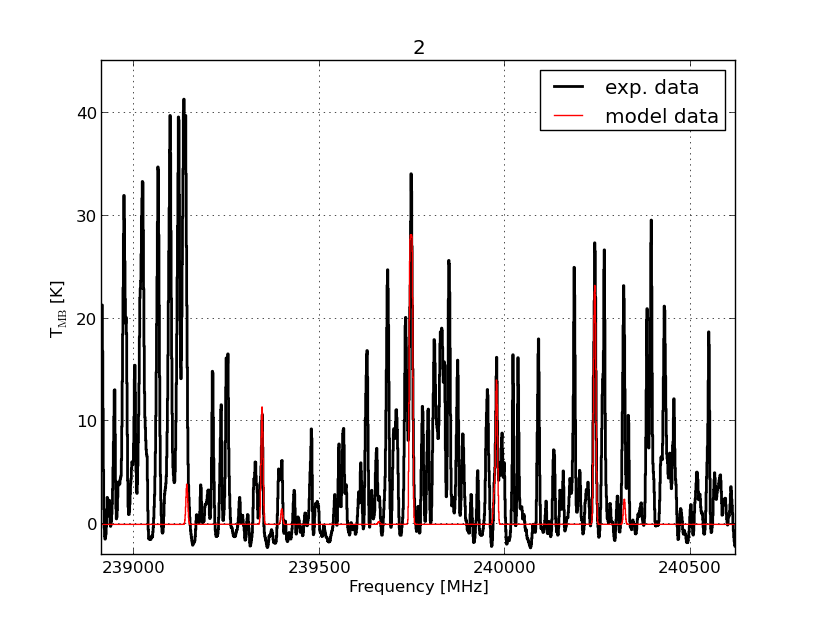 2
exp. data
model data
40
30
20
10
0
T_MB [K]
239000
239500
240000
240500
Frequency [MHz]